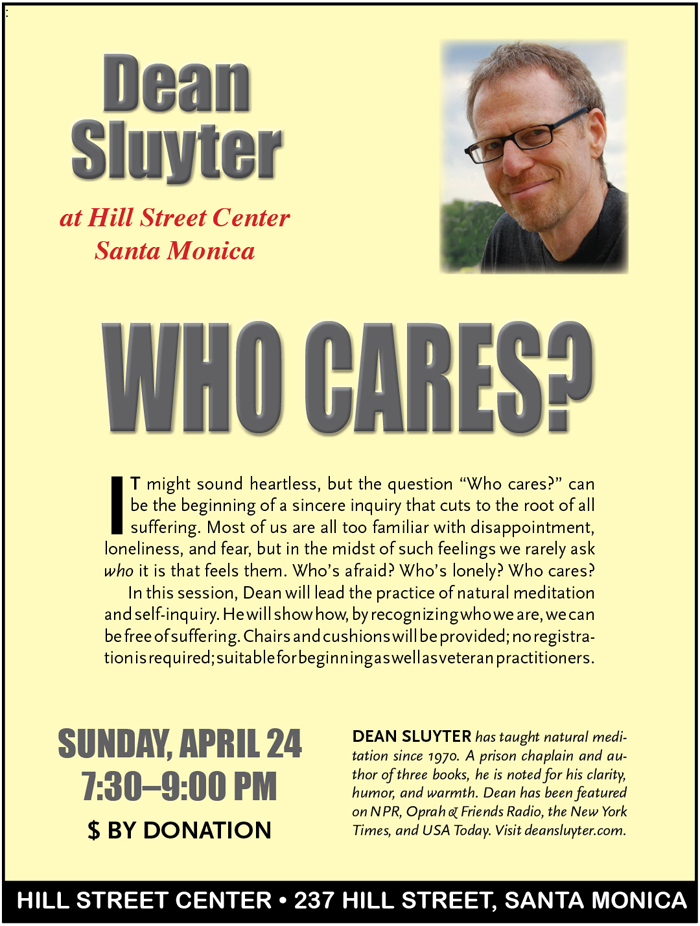 Dean
Sluyter
at Hill Street Center
Santa Monica
WHO CARES?
IT might sound heartless, but the question “Who cares?” can
be the beginning of a sincere inquiry that cuts to the root of all
suffering. Most of us are all too familiar with disappointment,
loneliness, and fear, but in the midst of such feelings we rarely ask
who it is that feels them. Who’s afraid? Who’s lonely? Who cares?
In this session, Dean will lead the practice of natural meditation
and self-inquiry. He will show how, by recognizing who we are, we can
be free of suffering. Chairs and cushions will be provided; no registra-
tion is required; suitable for beginning as well as veteran practitioners.
SUNDAY, APRIL 24
7:30–9:00 PM
$ BY DONATION
DEAN SLUYTER has taught natural medi-
tation since 1970. A prison chaplain and au-
thor of three books, he is noted for his clarity,
humor, and warmth. Dean has been featured
on NPR, Oprah & Friends Radio, the New York
Times, and USA Today. Visit deansluyter.com.
HILL STREET CENTER • 237 HILL STREET, SANTA MONICA